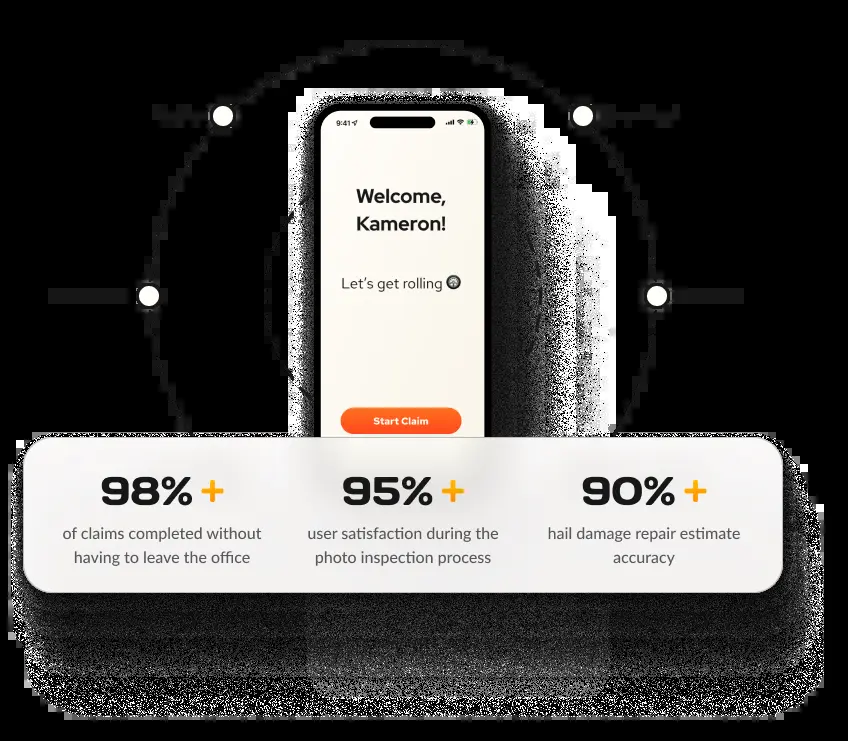 9:41
Welcome,
Kameron!
Let's get rolling
Start Claim
98% +
of claims completed without
having to leave the office
95% +
user satisfaction during the
photo inspection process
90% +
hail damage repair estimate
accuracy